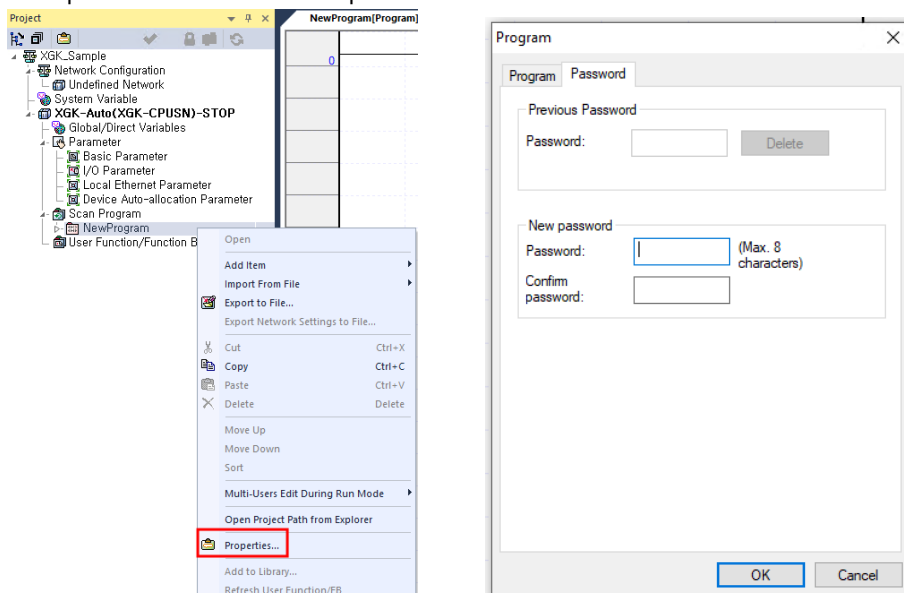 Project
NewProgram[Program]
XGK_Sample
Network Configuration
Undefined Network
System Variable
XGK-Auto(XGK-CPUSN)-STOP
Global/Direct Variables
Parameter
Basic Parameter
I/O Parameter
Local Ethernet Parameter
Device Auto-allocation Parameter
Scan Program
NewProgram
User Function/Function B
0
Open
Add Item
Import From File
Export to File...
Export Network Settings to File...
Cut Ctrl+X
Copy Ctrl+C
Paste Ctrl+V
Delete Delete
Move Up
Move Down
Sort
Multi-Users Edit During Run Mode
Open Project Path from Explorer
Properties...
Add to Library...
Refresh User Function/FB
Program
Program Password
Previous Password
Password: Delete
New password
Password: (Max. 8
characters)
Confirm
password:
OK Cancel